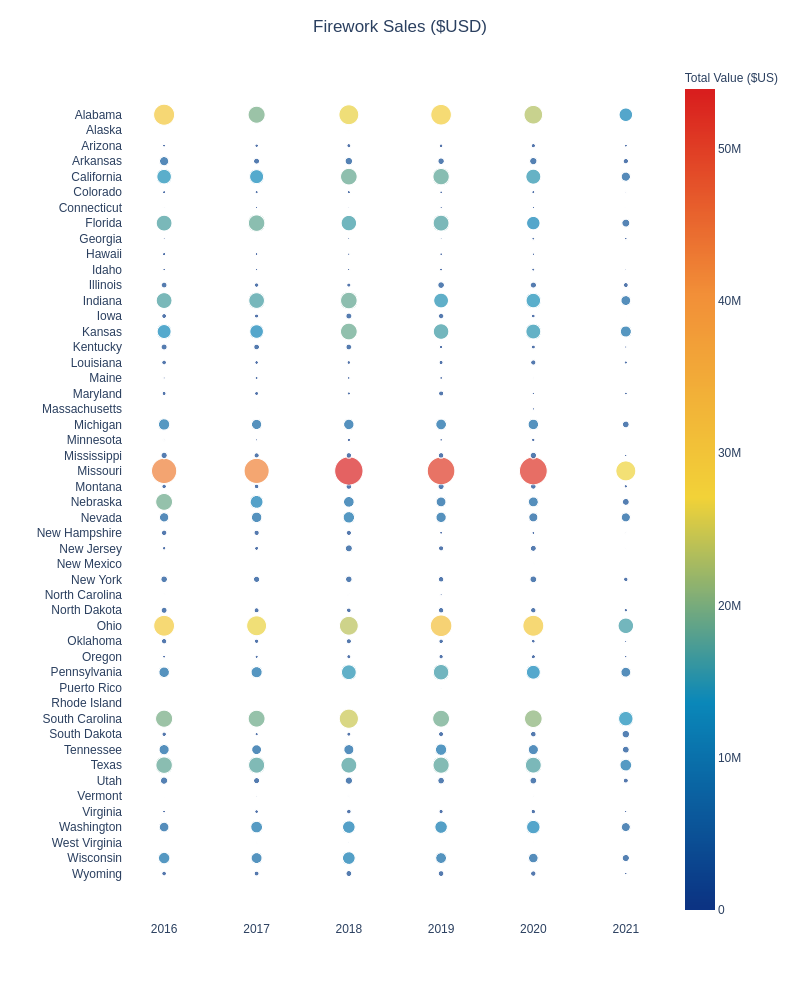 Firework Sales ($USD)
Total Value ($US)
Alabama
Alaska
Arizona
Arkansas
California
Colorado
Connecticut
Florida
Georgia
Hawaii
Idaho
Illinois
Indiana
Iowa
Kansas
Kentucky
Louisiana
Maine
Maryland
Massachusetts
Michigan
Minnesota
Mississippi
Missouri
Montana
Nebraska
Nevada
New Hampshire
New Jersey
New Mexico
New York
North Carolina
North Dakota
Ohio
Oklahoma
Oregon
Pennsylvania
Puerto Rico
Rhode Island
South Carolina
South Dakota
Tennessee
Texas
Utah
Vermont
Virginia
Washington
West Virginia
Wisconsin
Wyoming
50M
40M
30M
20M
10M
0
2016 2017 2018 2019 2020 2021